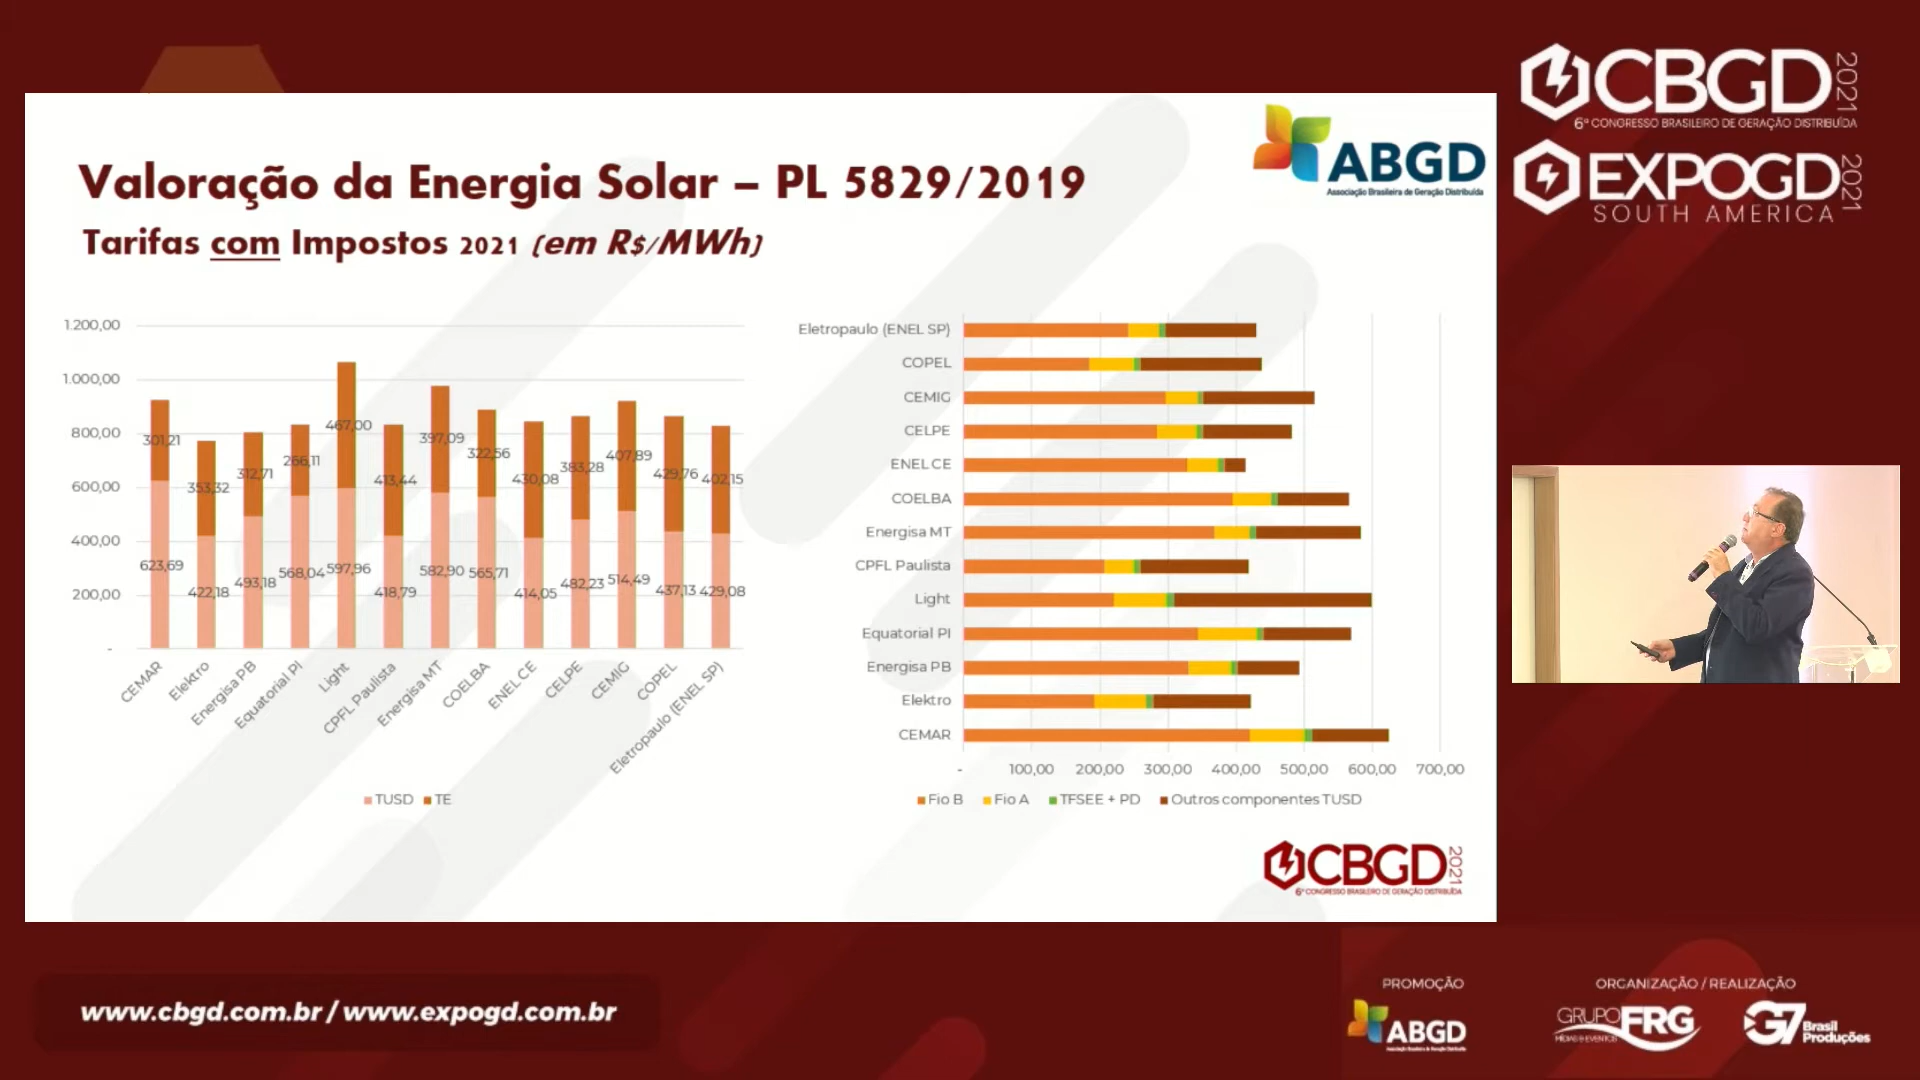 CBGD 2021
6º CONGRESSO BRASILEIRO DE GERAÇÃO DISTRIBUÍDA
EXPOGD 2021
SOUTH AMERICA
ABGD
Associação Brasileira de Geração Distribuída
Valoração da Energia Solar – PL 5829/2019
Tarifas com Impostos 2021 (em R$/MWh)
1.200,00
1.000,00
800,00
600,00
400,00
200,00
-
301,21
353,32
312,71
266,11
467,00
413,44
397,09
322,56
430,08
383,28
407,89
429,76
402,15
623,69
422,18
493,18
568,04
597,96
418,79
582,90
565,71
414,05
482,23
514,49
437,13
429,08
CEMAR
Elektro
Energisa PB
Equatorial PI
Light
CPFL Paulista
Energisa MT
COELBA
ENEL CE
CELPE
CEMIG
COPEL
Eletropaulo (ENEL SP)
TUSD TE
Eletropaulo (ENEL SP)
COPEL
CEMIG
CELPE
ENEL CE
COELBA
Energisa MT
CPFL Paulista
Light
Equatorial PI
Energisa PB
Elektro
CEMAR
- 100,00 200,00 300,00 400,00 500,00 600,00 700,00
Fio B Fio A TFSEE + PD Outros componentes TUSD
CBGD 2021
6º CONGRESSO BRASILEIRO DE GERAÇÃO DISTRIBUÍDA
www.cbgd.com.br / www.expogd.com.br
PROMOÇÃO
ABGD
ORGANIZAÇÃO / REALIZAÇÃO
GRUPO FRG
MÍDIAS & EVENTOS
G7 Brasil Produções